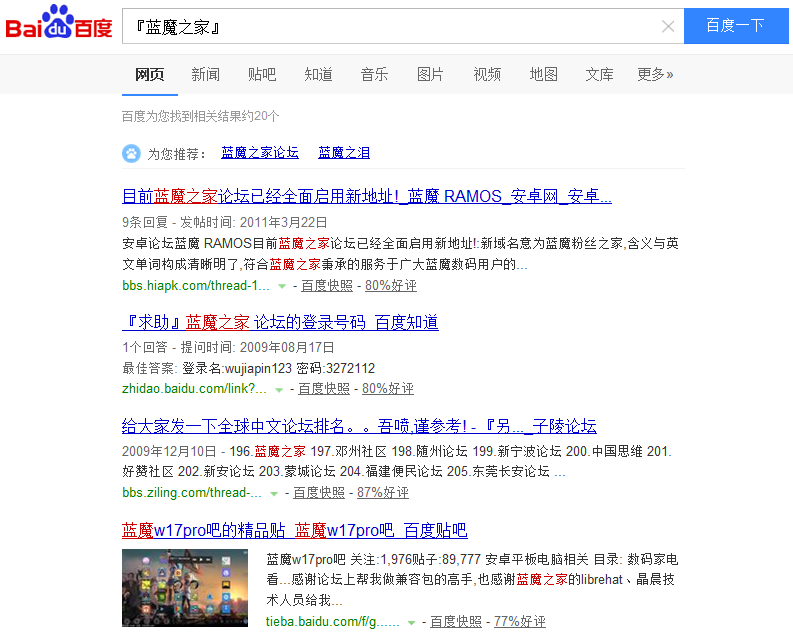 Bai du 百度
『蓝魔之家』
百度一下
网页 新闻 贴吧 知道 音乐 图片 视频 地图 文库 更多»
百度为您找到相关结果约20个
为您推荐： 蓝魔之家论坛 蓝魔之泪
目前蓝魔之家论坛已经全面启用新地址!_蓝魔 RAMOS_安卓网_安卓...
9条回复 - 发帖时间: 2011年3月22日
安卓论坛蓝魔 RAMOS目前蓝魔之家论坛已经全面启用新地址!:新域名意为蓝魔粉丝之家,含义与英
文单词构成清晰明了,符合蓝魔之家秉承的服务于广大蓝魔数码用户的...
bbs.hiapk.com/thread-1... - 百度快照 - 80%好评
『求助』蓝魔之家 论坛的登录号码_百度知道
1个回答 - 提问时间: 2009年08月17日
最佳答案: 登录名:wujiapin123 密码:3272112
zhidao.baidu.com/link?... - 百度快照 - 80%好评
给大家发一下全球中文论坛排名。。吾喷,谨参考! -『另..._子陵论坛
2009年12月10日 - 196.蓝魔之家 197.邓州社区 198.随州论坛 199.新宁波论坛 200.中国思维 201.
好赞社区 202.新安论坛 203.蒙城论坛 204.福建便民论坛 205.东莞长安论坛 ...
bbs.ziling.com/thread-... - 百度快照 - 87%好评
蓝魔w17pro吧的精品贴_蓝魔w17pro吧_百度贴吧
蓝魔w17pro吧 关注:1,976贴子:89,777 安卓平板电脑相关 目录: 数码家电
看...感谢论坛上帮我做兼容包的高手,也感谢蓝魔之家的librehat、晶晨技
术人员给我...
tieba.baidu.com/f/g...... - 百度快照 - 77%好评